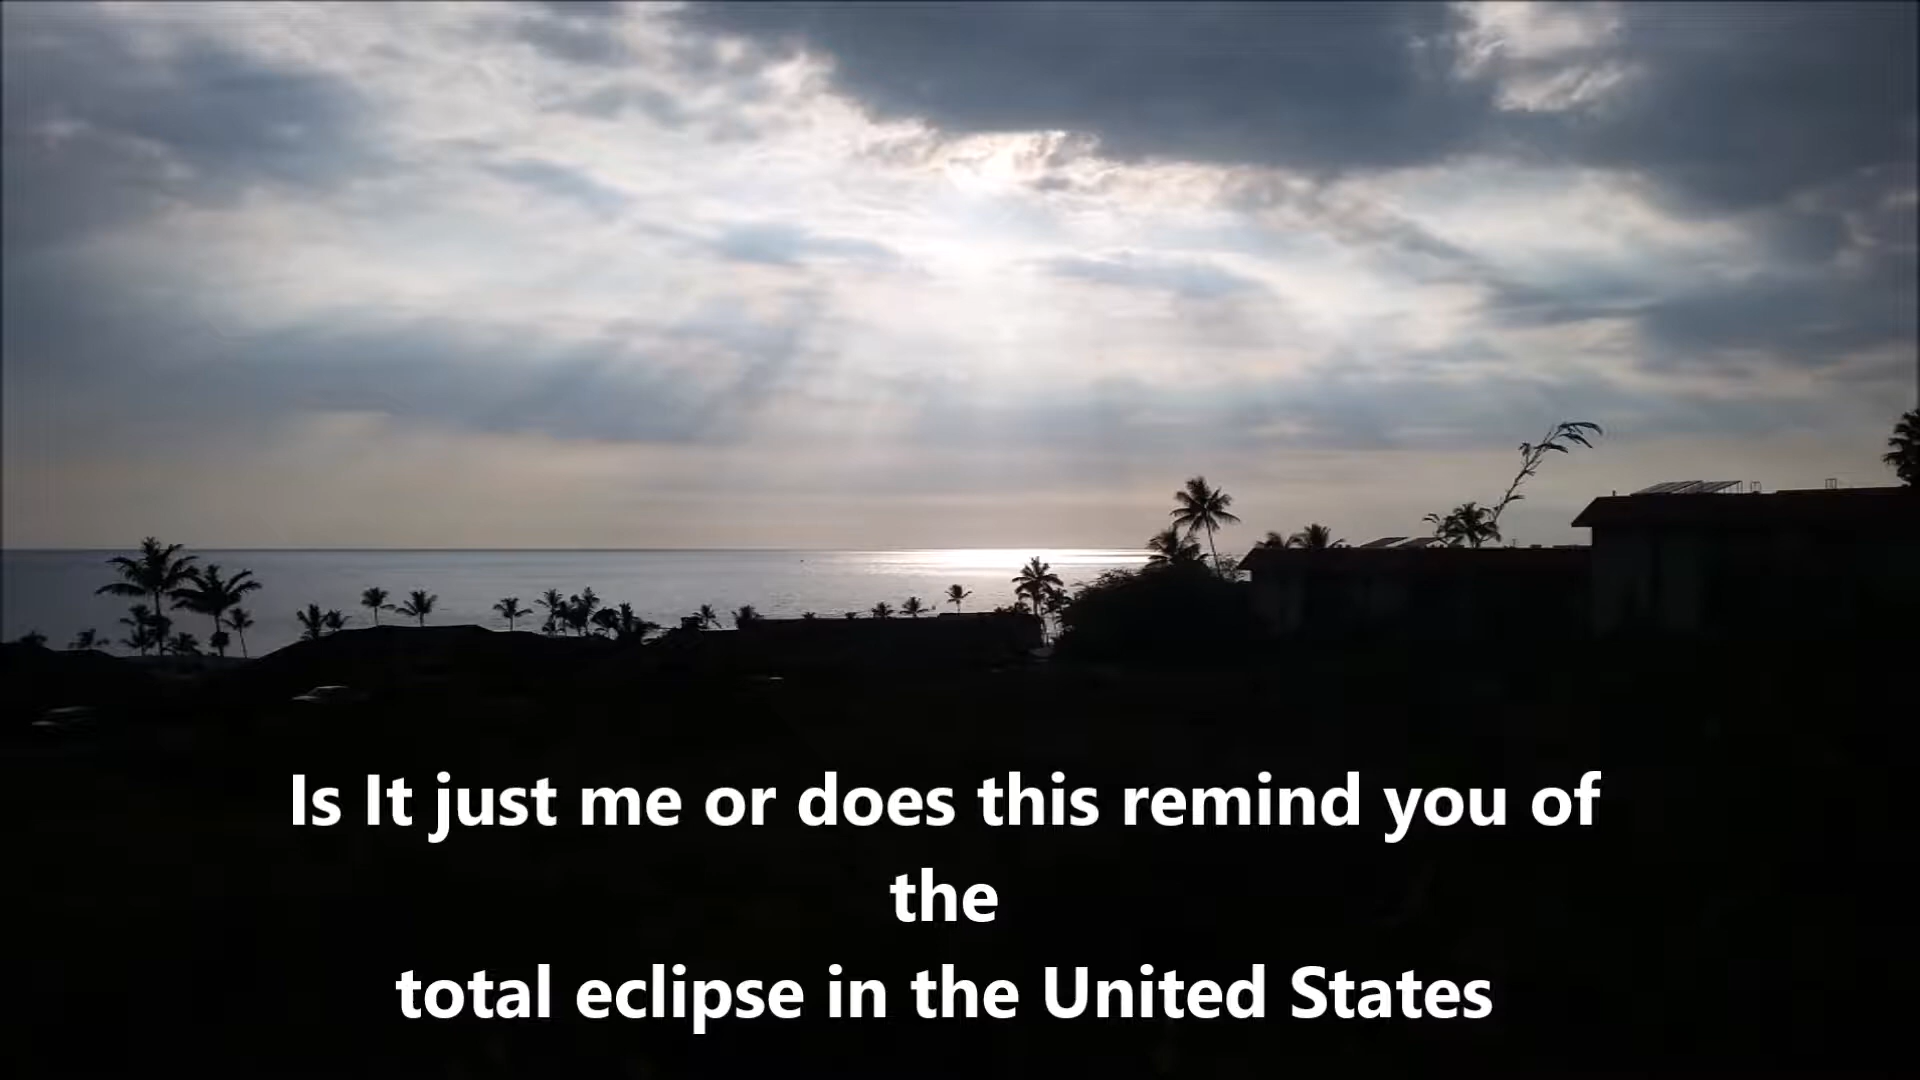 Is It just me or does this remind you of
the
total eclipse in the United States